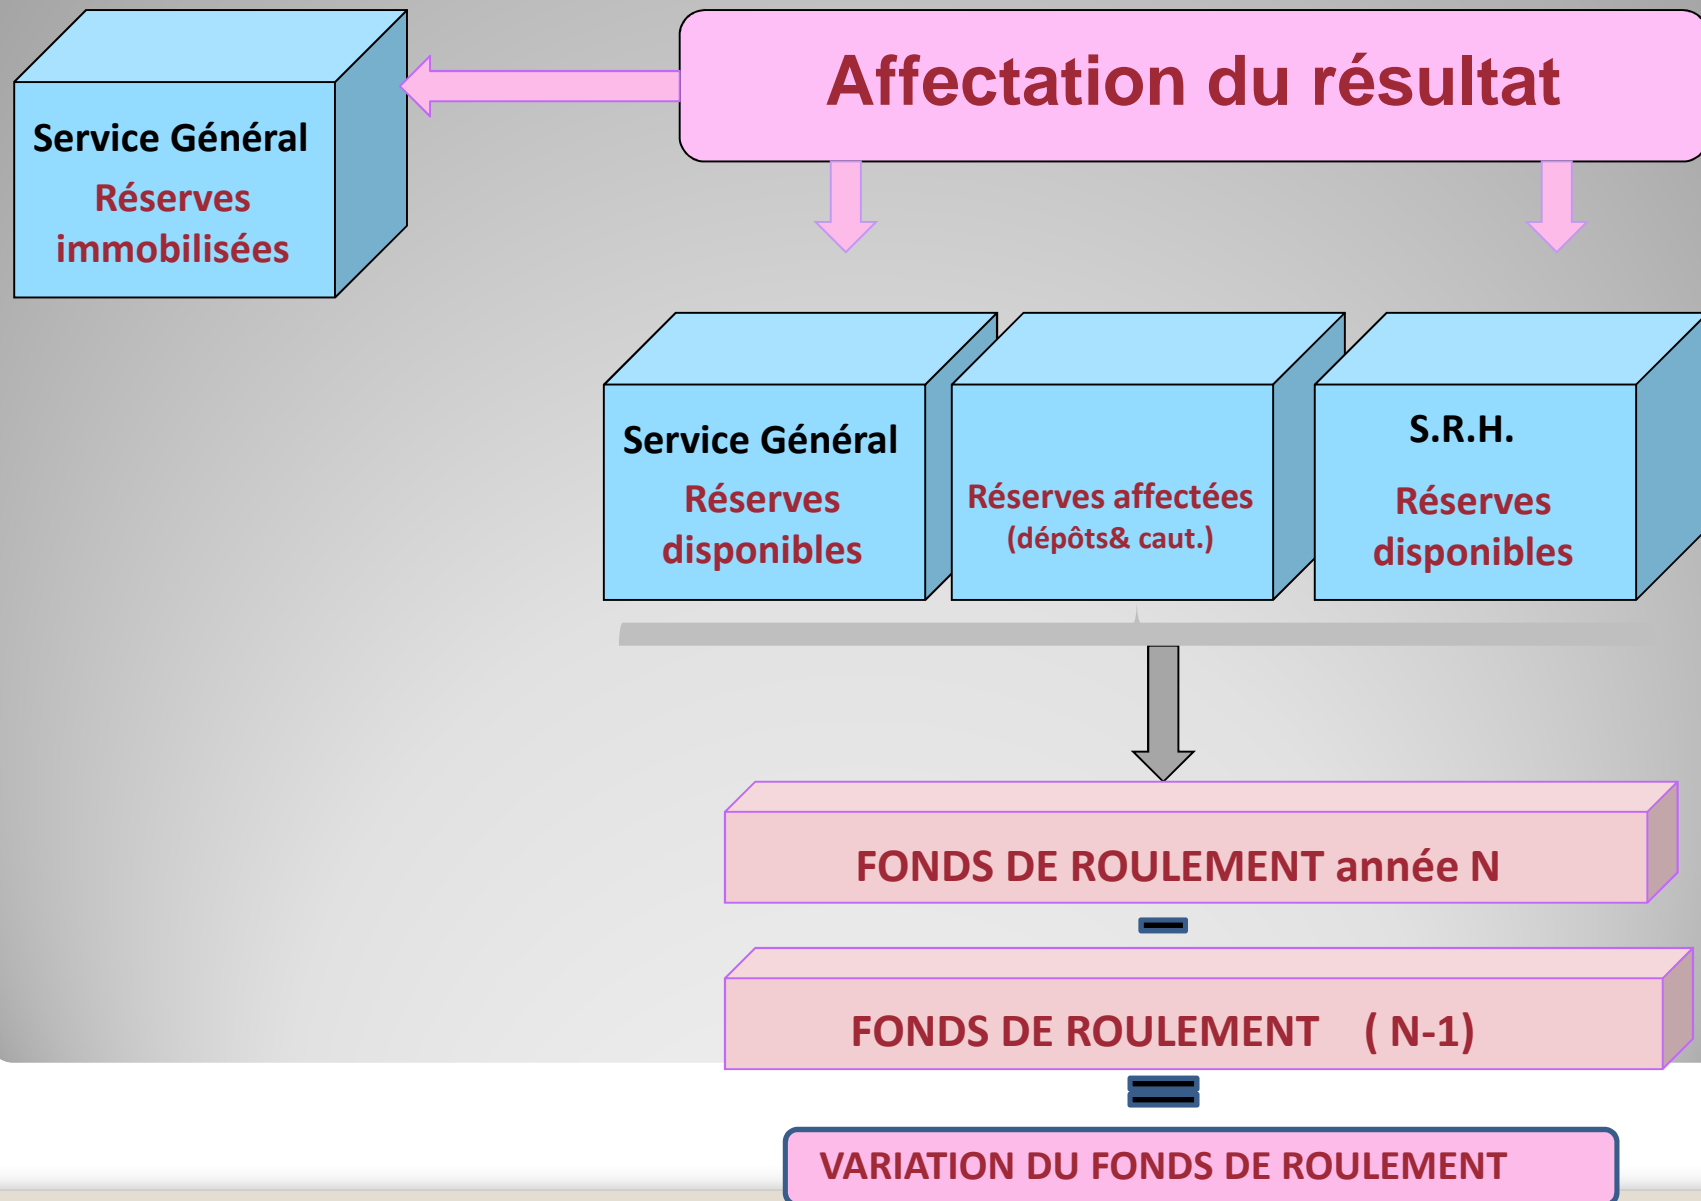 Affectation du résultat
Service Général
Réserves
immobilisées
Service Général
Réserves
disponibles
Réserves affectées
(dépôts& caut.)
S.R.H.
Réserves
disponibles
FONDS DE ROULEMENT année N
FONDS DE ROULEMENT ( N-1)
VARIATION DU FONDS DE ROULEMENT